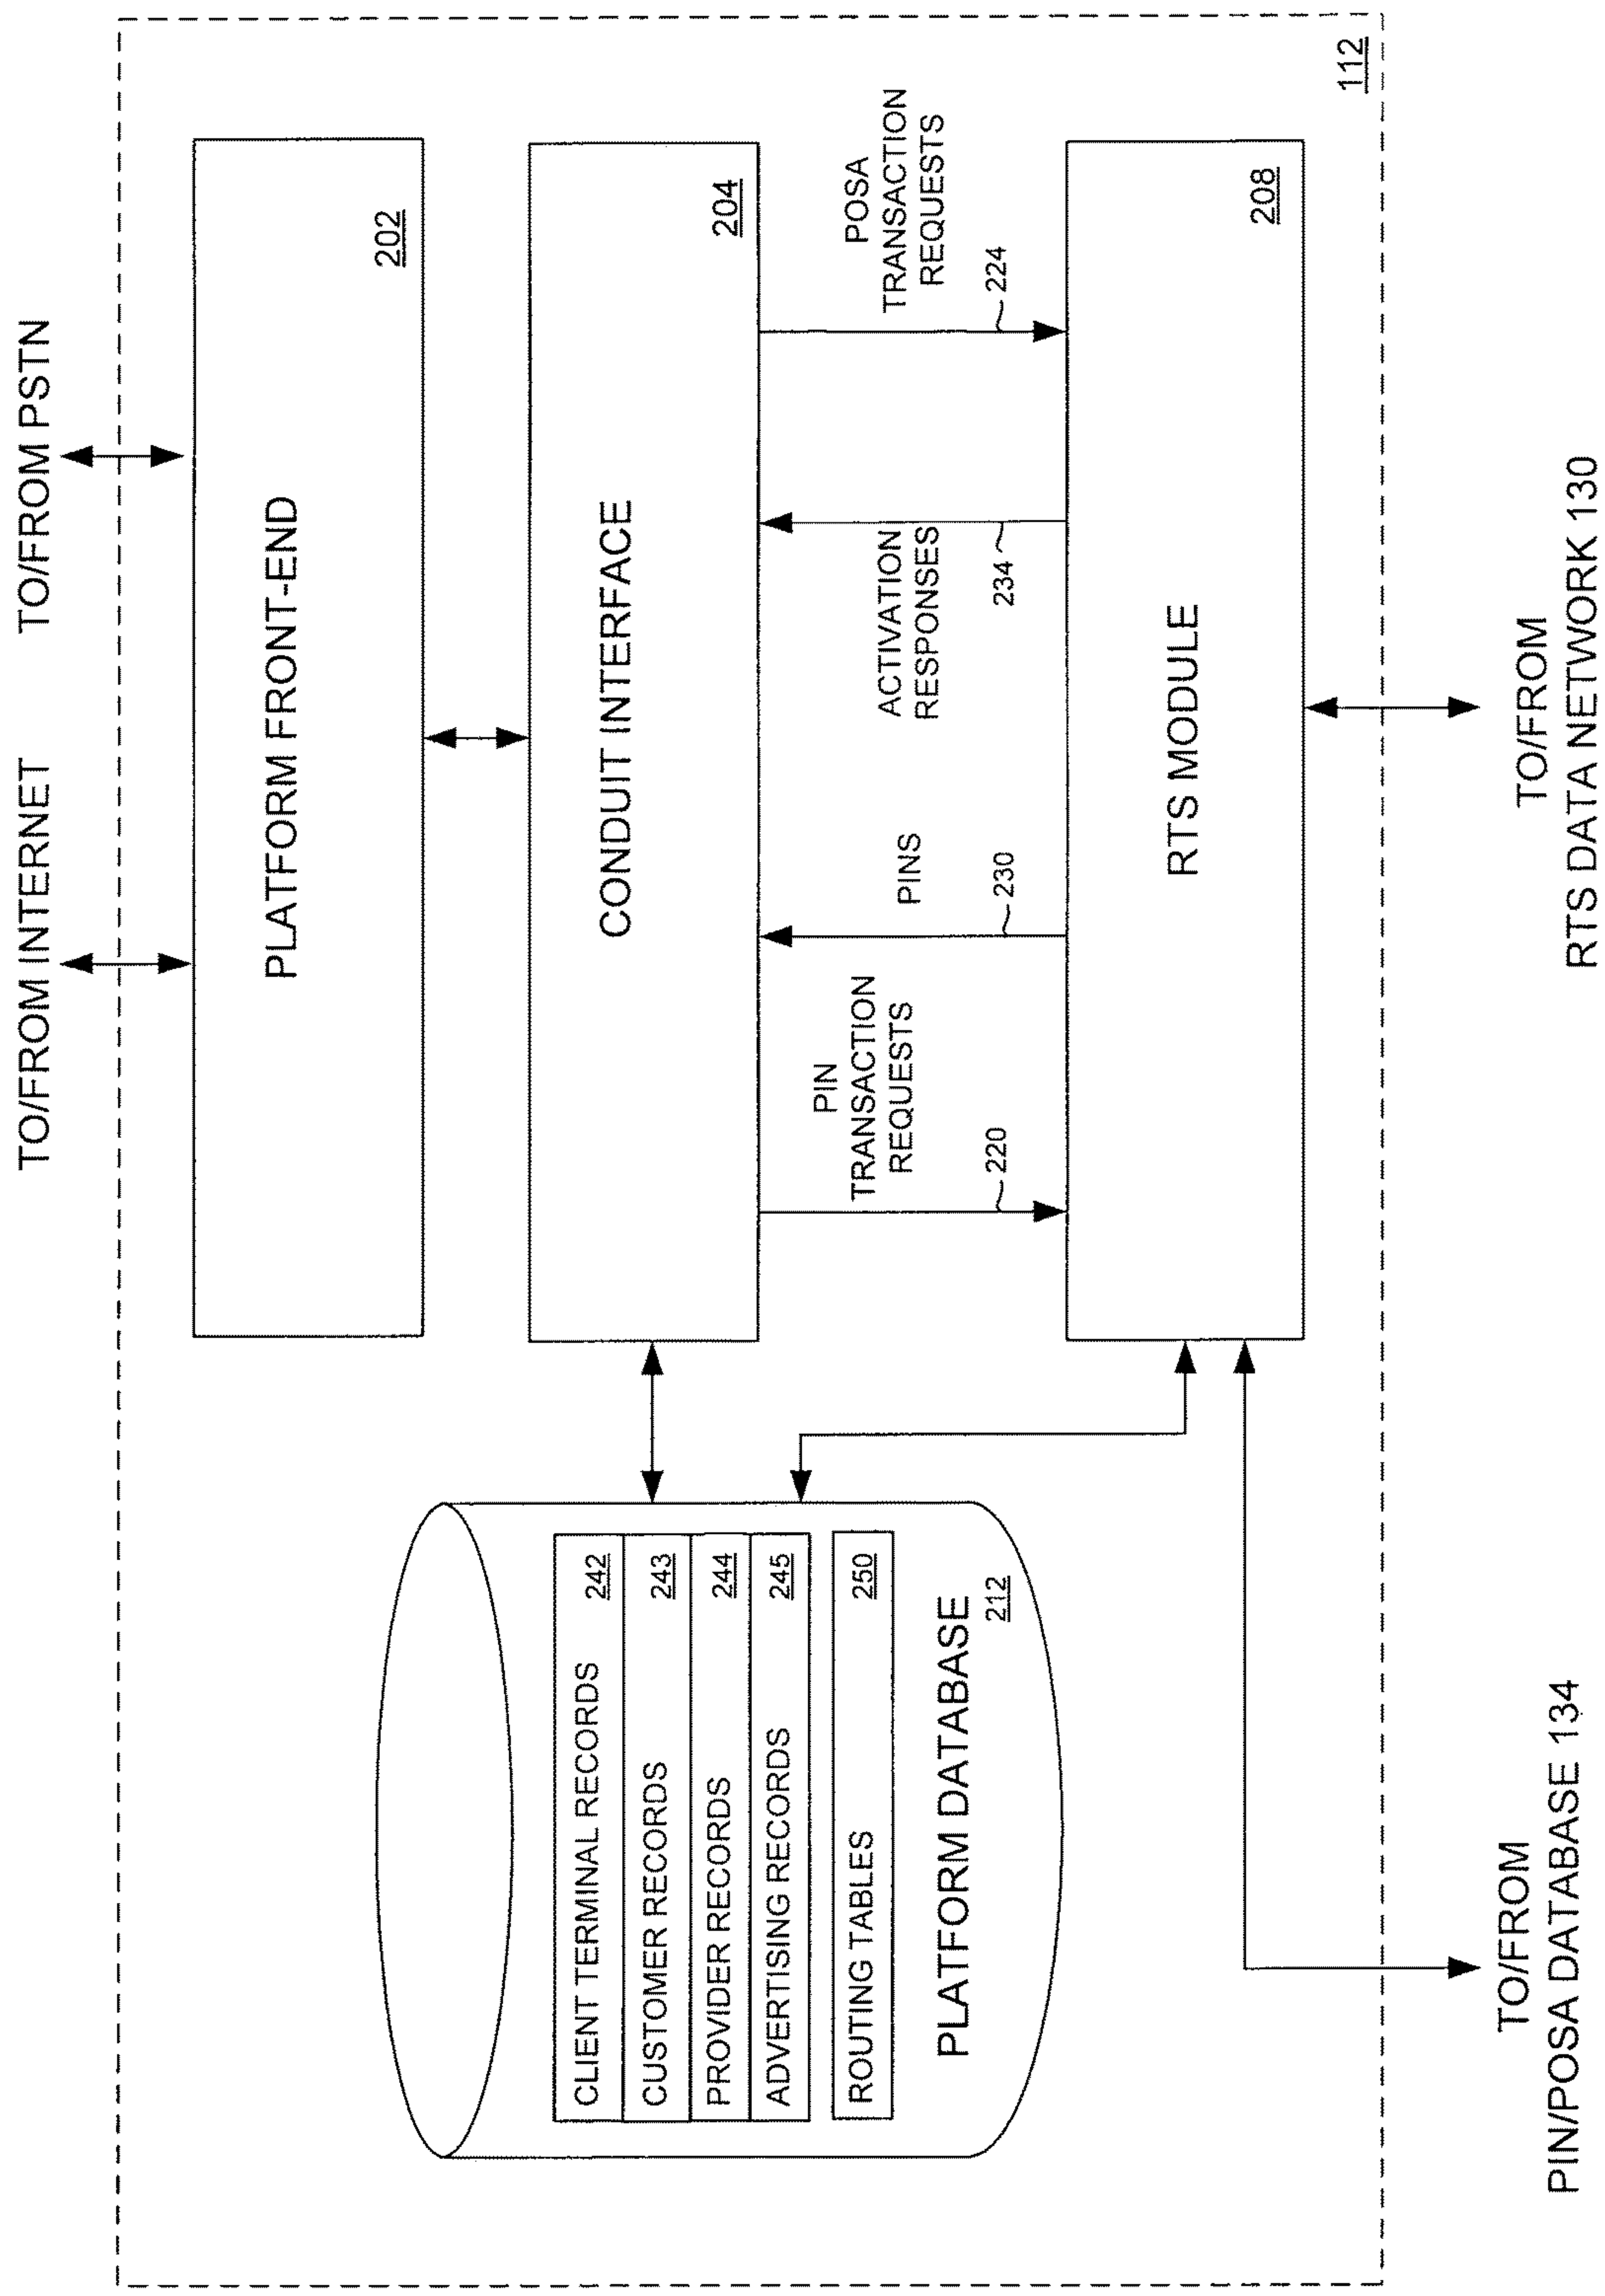 TO/FROM INTERNET
TO/FROM PSTN
PLATFORM FRONT-END
202
CONDUIT INTERFACE
204
PIN
TRANSACTION
REQUESTS
220
PINS
230
ACTIVATION
RESPONSES
234
POSA
TRANSACTION
REQUESTS
224
RTS MODULE
208
CLIENT TERMINAL RECORDS
242
CUSTOMER RECORDS
243
PROVIDER RECORDS
244
ADVERTISING RECORDS
245
ROUTING TABLES
250
PLATFORM DATABASE
212
112
TO/FROM
PIN/POSA DATABASE 134
TO/FROM
RTS DATA NETWORK 130